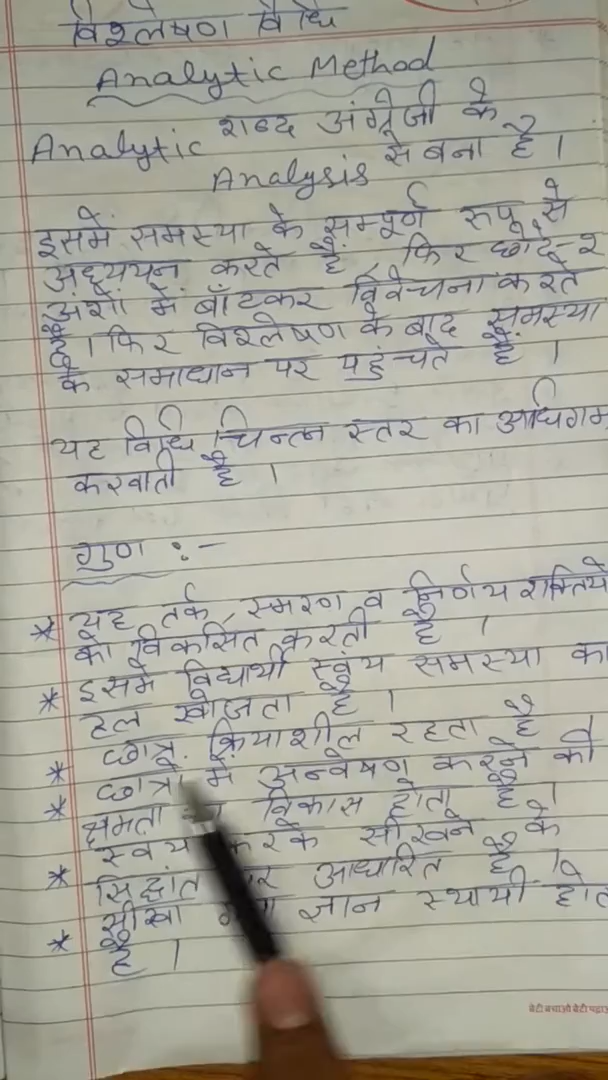 विश्लेषण विधि
Analytic Method
Analytic शब्द अंग्रेजी के
Analysis से बना है ।
इसमें समस्या के सम्पूर्ण रूप से
अध्ययन करते हैं, फिर छोटे-२
अंशों में बाँटकर विवेचना करते
हैं। फिर विश्लेषण के बाद समस्या
के समाधान पर पहुंचते हैं ।
यह विधि चिन्तन स्तर का अधिगम
करवाती है ।
गुण :-
* यह तर्क, स्मरण व निर्णय शक्तियों
को विकसित करती है ।
* इसमें विद्यार्थी स्वंय समस्या का
हल खोजता है ।
* छात्र क्रियाशील रहता है
* छात्रों में अन्वेषण करने की
क्षमता का विकास होता है ।
* स्वयं करके सीखने के
सिद्धांत पर आधारित है ।
* सीखा ज्ञान स्थायी होता
है ।
बेटी बचाओ बेटी पढ़ाओ